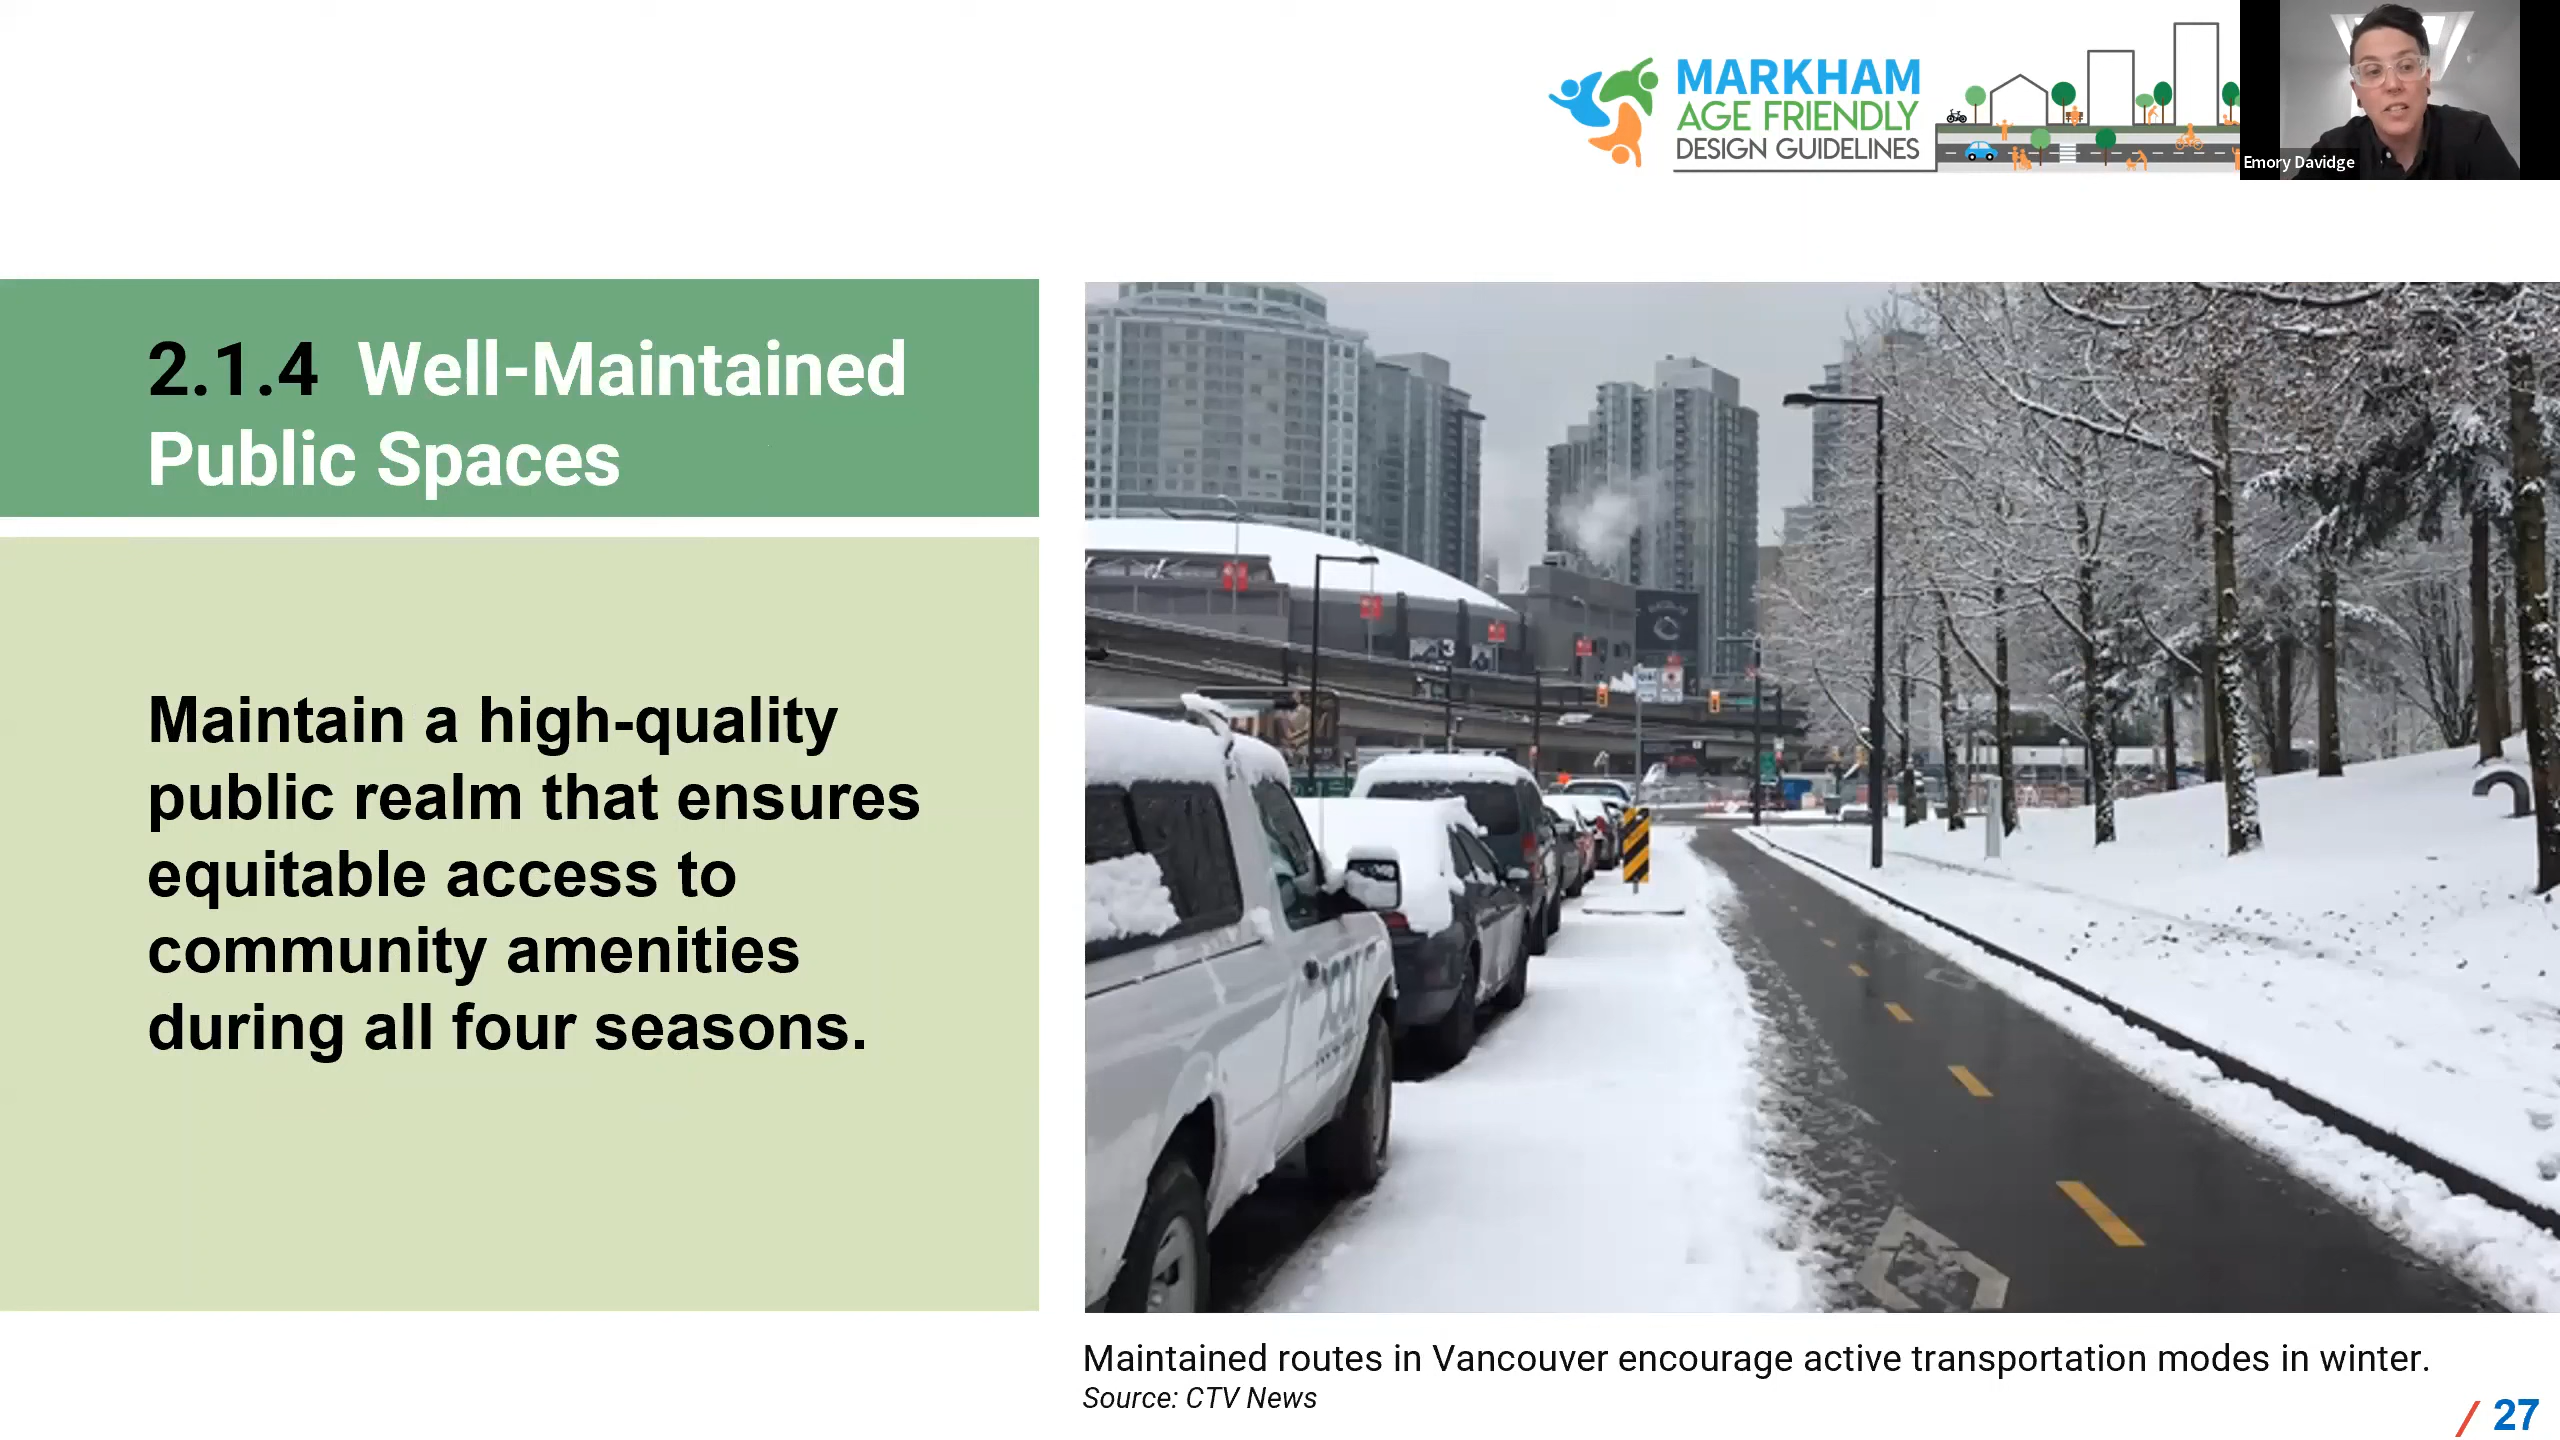 MARKHAM
AGE FRIENDLY
DESIGN GUIDELINES
Emory Davidge
2.1.4 Well-Maintained
Public Spaces
Maintain a high-quality
public realm that ensures
equitable access to
community amenities
during all four seasons.
Maintained routes in Vancouver encourage active transportation modes in winter.
Source: CTV News
/ 27